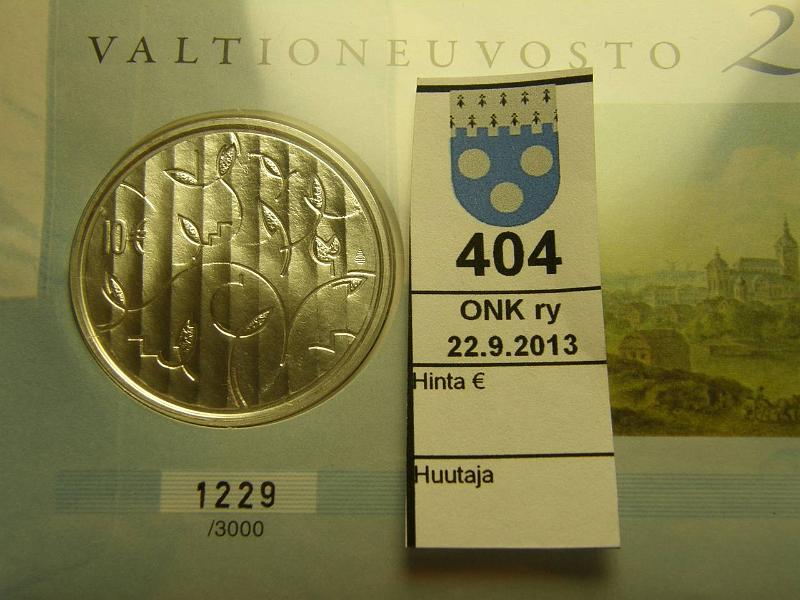 VALTIONEUVOSTO 2
10 €
404
ONK ry
22.9.2013
Hinta €
Huutaja
1229
/3000